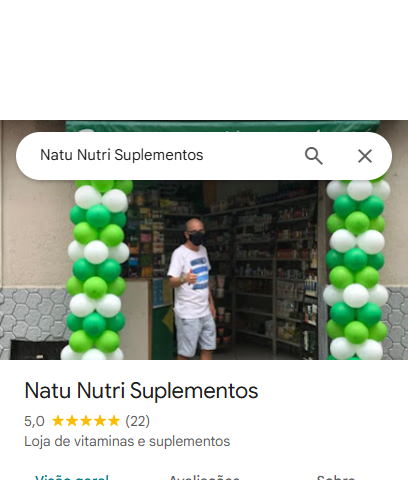 Natu Nutri Suplementos
Natu Nutri Suplementos
5,0 ★★★★★ (22)
Loja de vitaminas e suplementos
Visão geral Avaliações Sobre